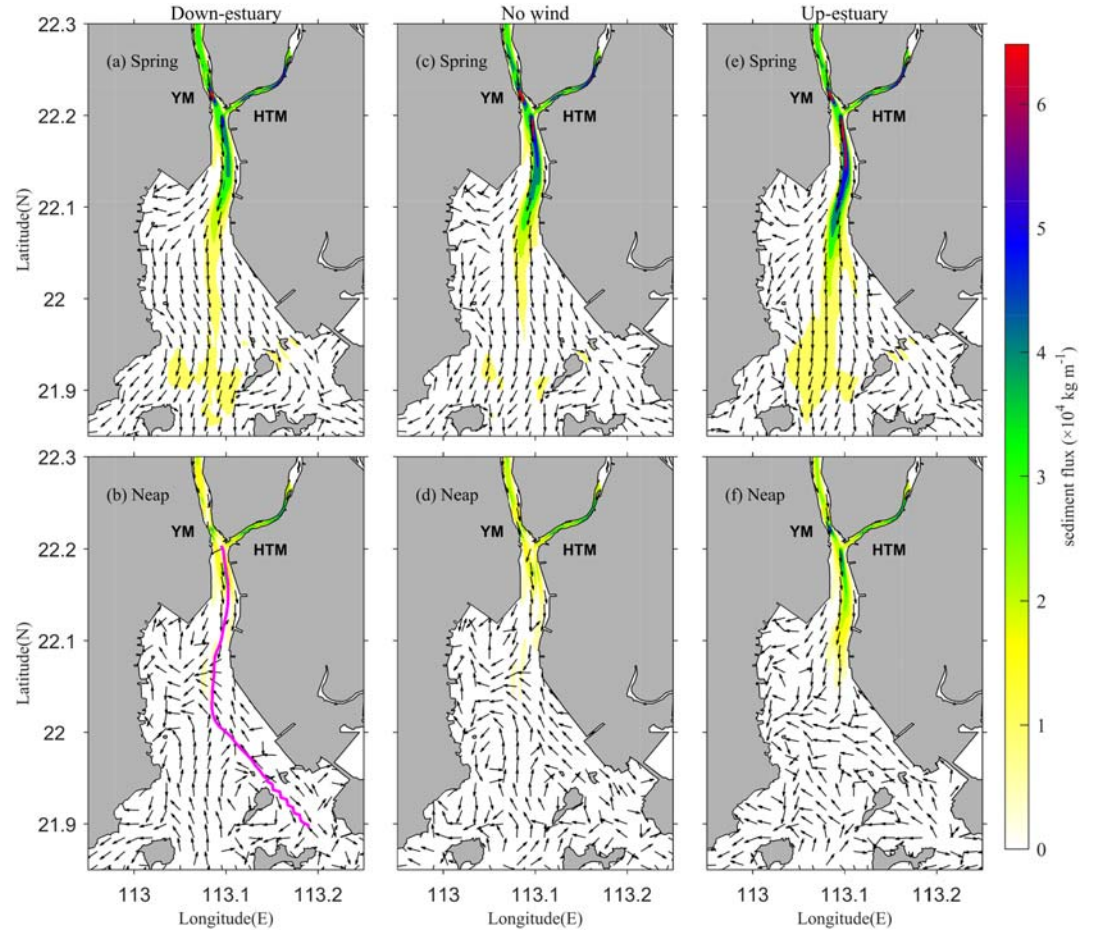 Down-estuary
No wind
Up-estuary
22.3
22.2
22.1
22
21.9
Latitude(N)
(a) Spring
YM
HTM
(c) Spring
YM
HTM
(e) Spring
YM
HTM
22.3
22.2
22.1
22
21.9
Latitude(N)
(b) Neap
YM
HTM
(d) Neap
YM
HTM
(f) Neap
YM
HTM
113 113.1 113.2
Longitude(E)
113 113.1 113.2
Longitude(E)
113 113.1 113.2
Longitude(E)
6
5
4
3
2
1
0
sediment flux (×10⁴ kg m⁻¹)